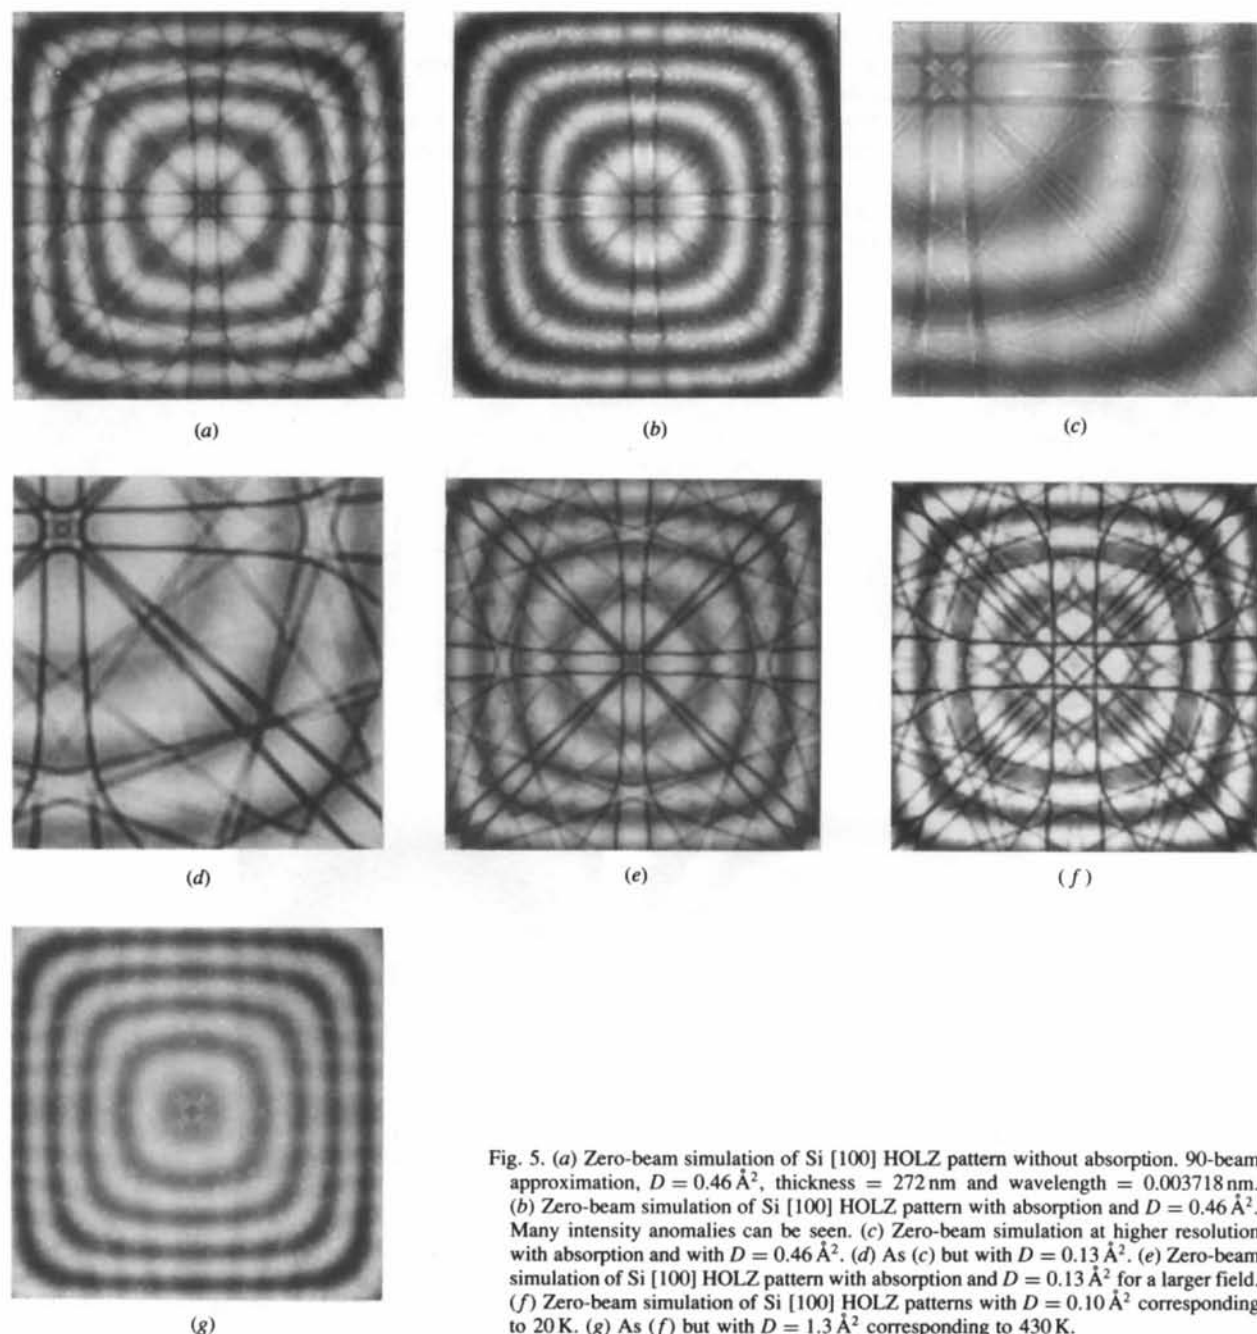 (a)
(b)
(c)
(d)
(e)
(f)
(g)
Fig. 5. (a) Zero-beam simulation of Si [100] HOLZ pattern without absorption. 90-beam
approximation, D = 0.46 Å², thickness = 272 nm and wavelength = 0.003718 nm.
(b) Zero-beam simulation of Si [100] HOLZ pattern with absorption and D = 0.46 Å².
Many intensity anomalies can be seen. (c) Zero-beam simulation at higher resolution
with absorption and with D = 0.46 Å². (d) As (c) but with D = 0.13 Å². (e) Zero-beam
simulation of Si [100] HOLZ pattern with absorption and D = 0.13 Å² for a larger field.
(f) Zero-beam simulation of Si [100] HOLZ patterns with D = 0.10 Å² corresponding
to 20 K. (g) As (f) but with D = 1.3 Å² corresponding to 430 K.